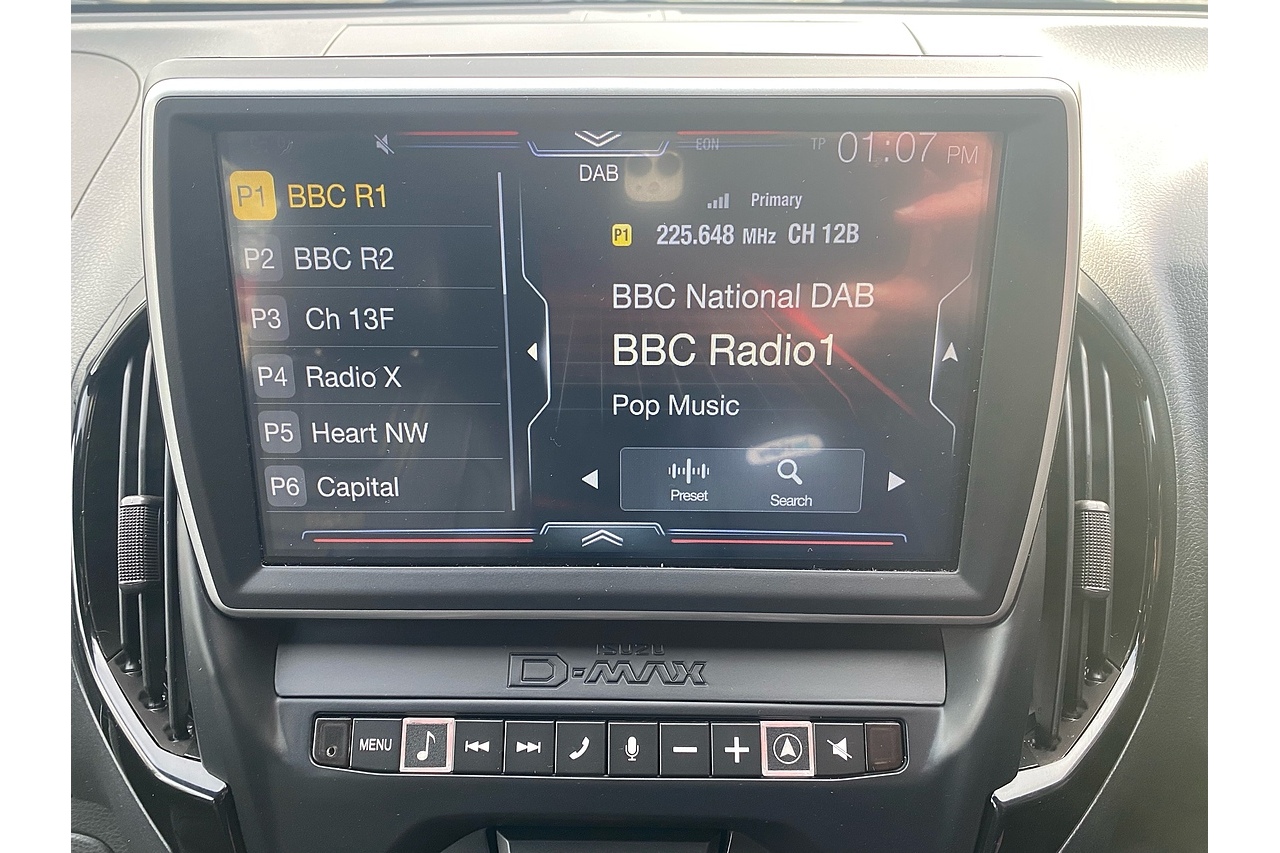 EON TP 01:07 PM
DAB
P1 BBC R1
P2 BBC R2
P3 Ch 13F
P4 Radio X
P5 Heart NW
P6 Capital
Primary
P1 225.648 MHz CH 12B
BBC National DAB
BBC Radio1
Pop Music
Preset Search
ISUZU
D-MAX
MENU